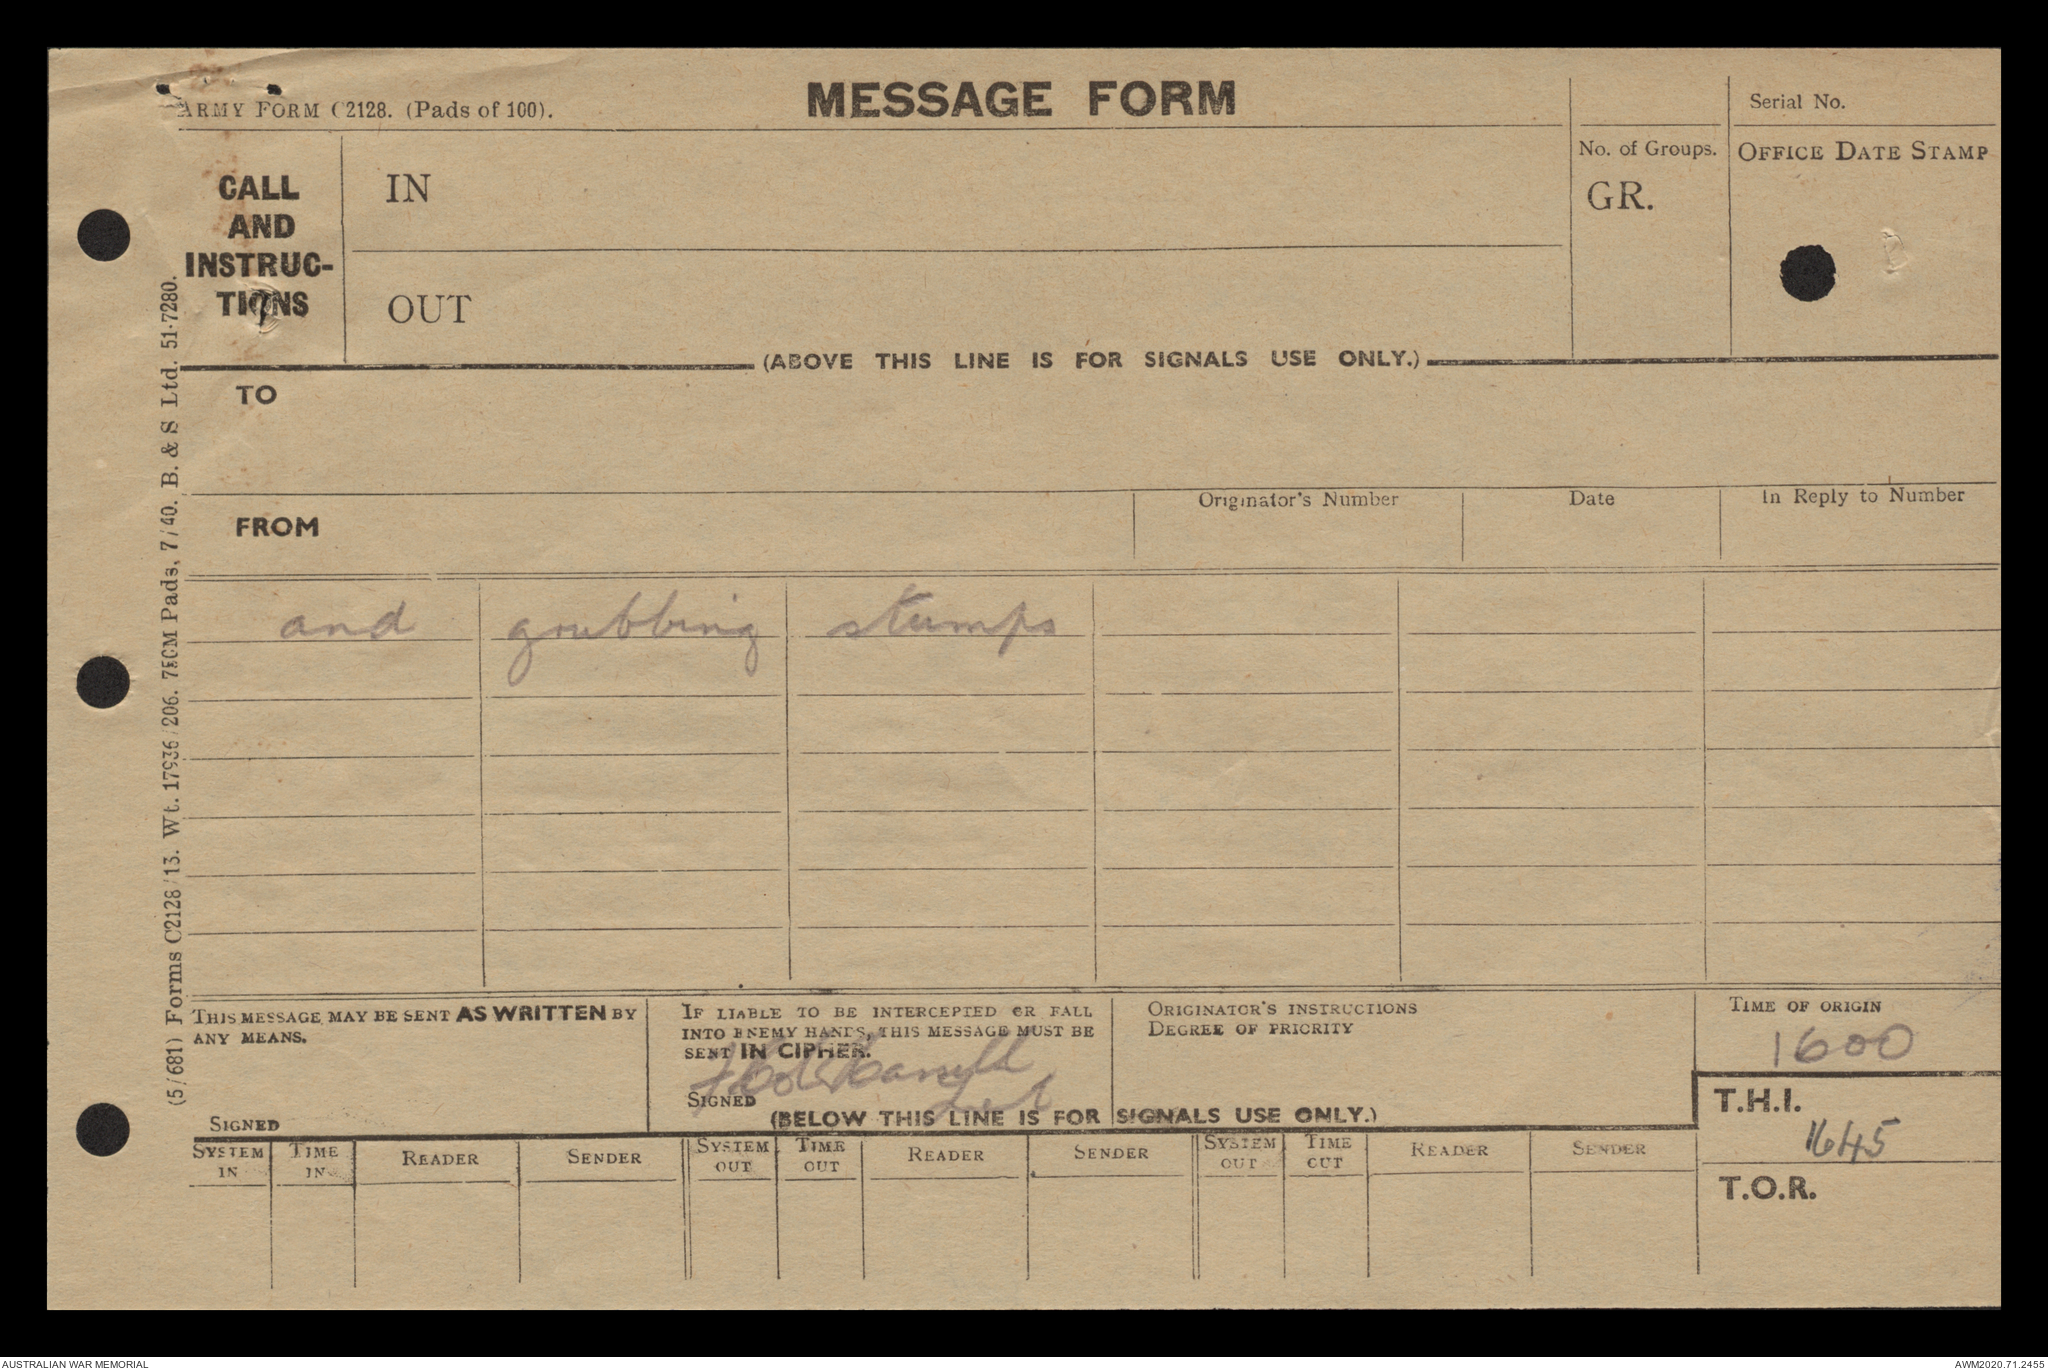 ARMY FORM C2128. (Pads of 100).
MESSAGE FORM
Serial No.
CALL
AND
INSTRUC-
TIONS
IN
OUT
No. of Groups.
GR.
OFFICE DATE STAMP
(ABOVE THIS LINE IS FOR SIGNALS USE ONLY.)
TO
FROM
Originator's Number
Date
In Reply to Number
and grubbing stumps
THIS MESSAGE MAY BE SENT AS WRITTEN BY
ANY MEANS.
SIGNED
IF LIABLE TO BE INTERCEPTED OR FALL
INTO ENEMY HANDS, THIS MESSAGE MUST BE
SENT IN CIPHER.
SIGNED
ORIGINATOR'S INSTRUCTIONS
DEGREE OF PRIORITY
TIME OF ORIGIN
1600
T.H.I.
1645
T.O.R.
(BELOW THIS LINE IS FOR SIGNALS USE ONLY.)
SYSTEM IN
TIME IN
READER
SENDER
SYSTEM OUT
TIME OUT
READER
SENDER
SYSTEM OUT
TIME OUT
READER
SENDER
(5/681) Forms C2128/13. Wt. 17936/206. 75CM Pads, 7/40. B. & S Ltd. 51-7280.
AUSTRALIAN WAR MEMORIAL
AWM2020.71.2455